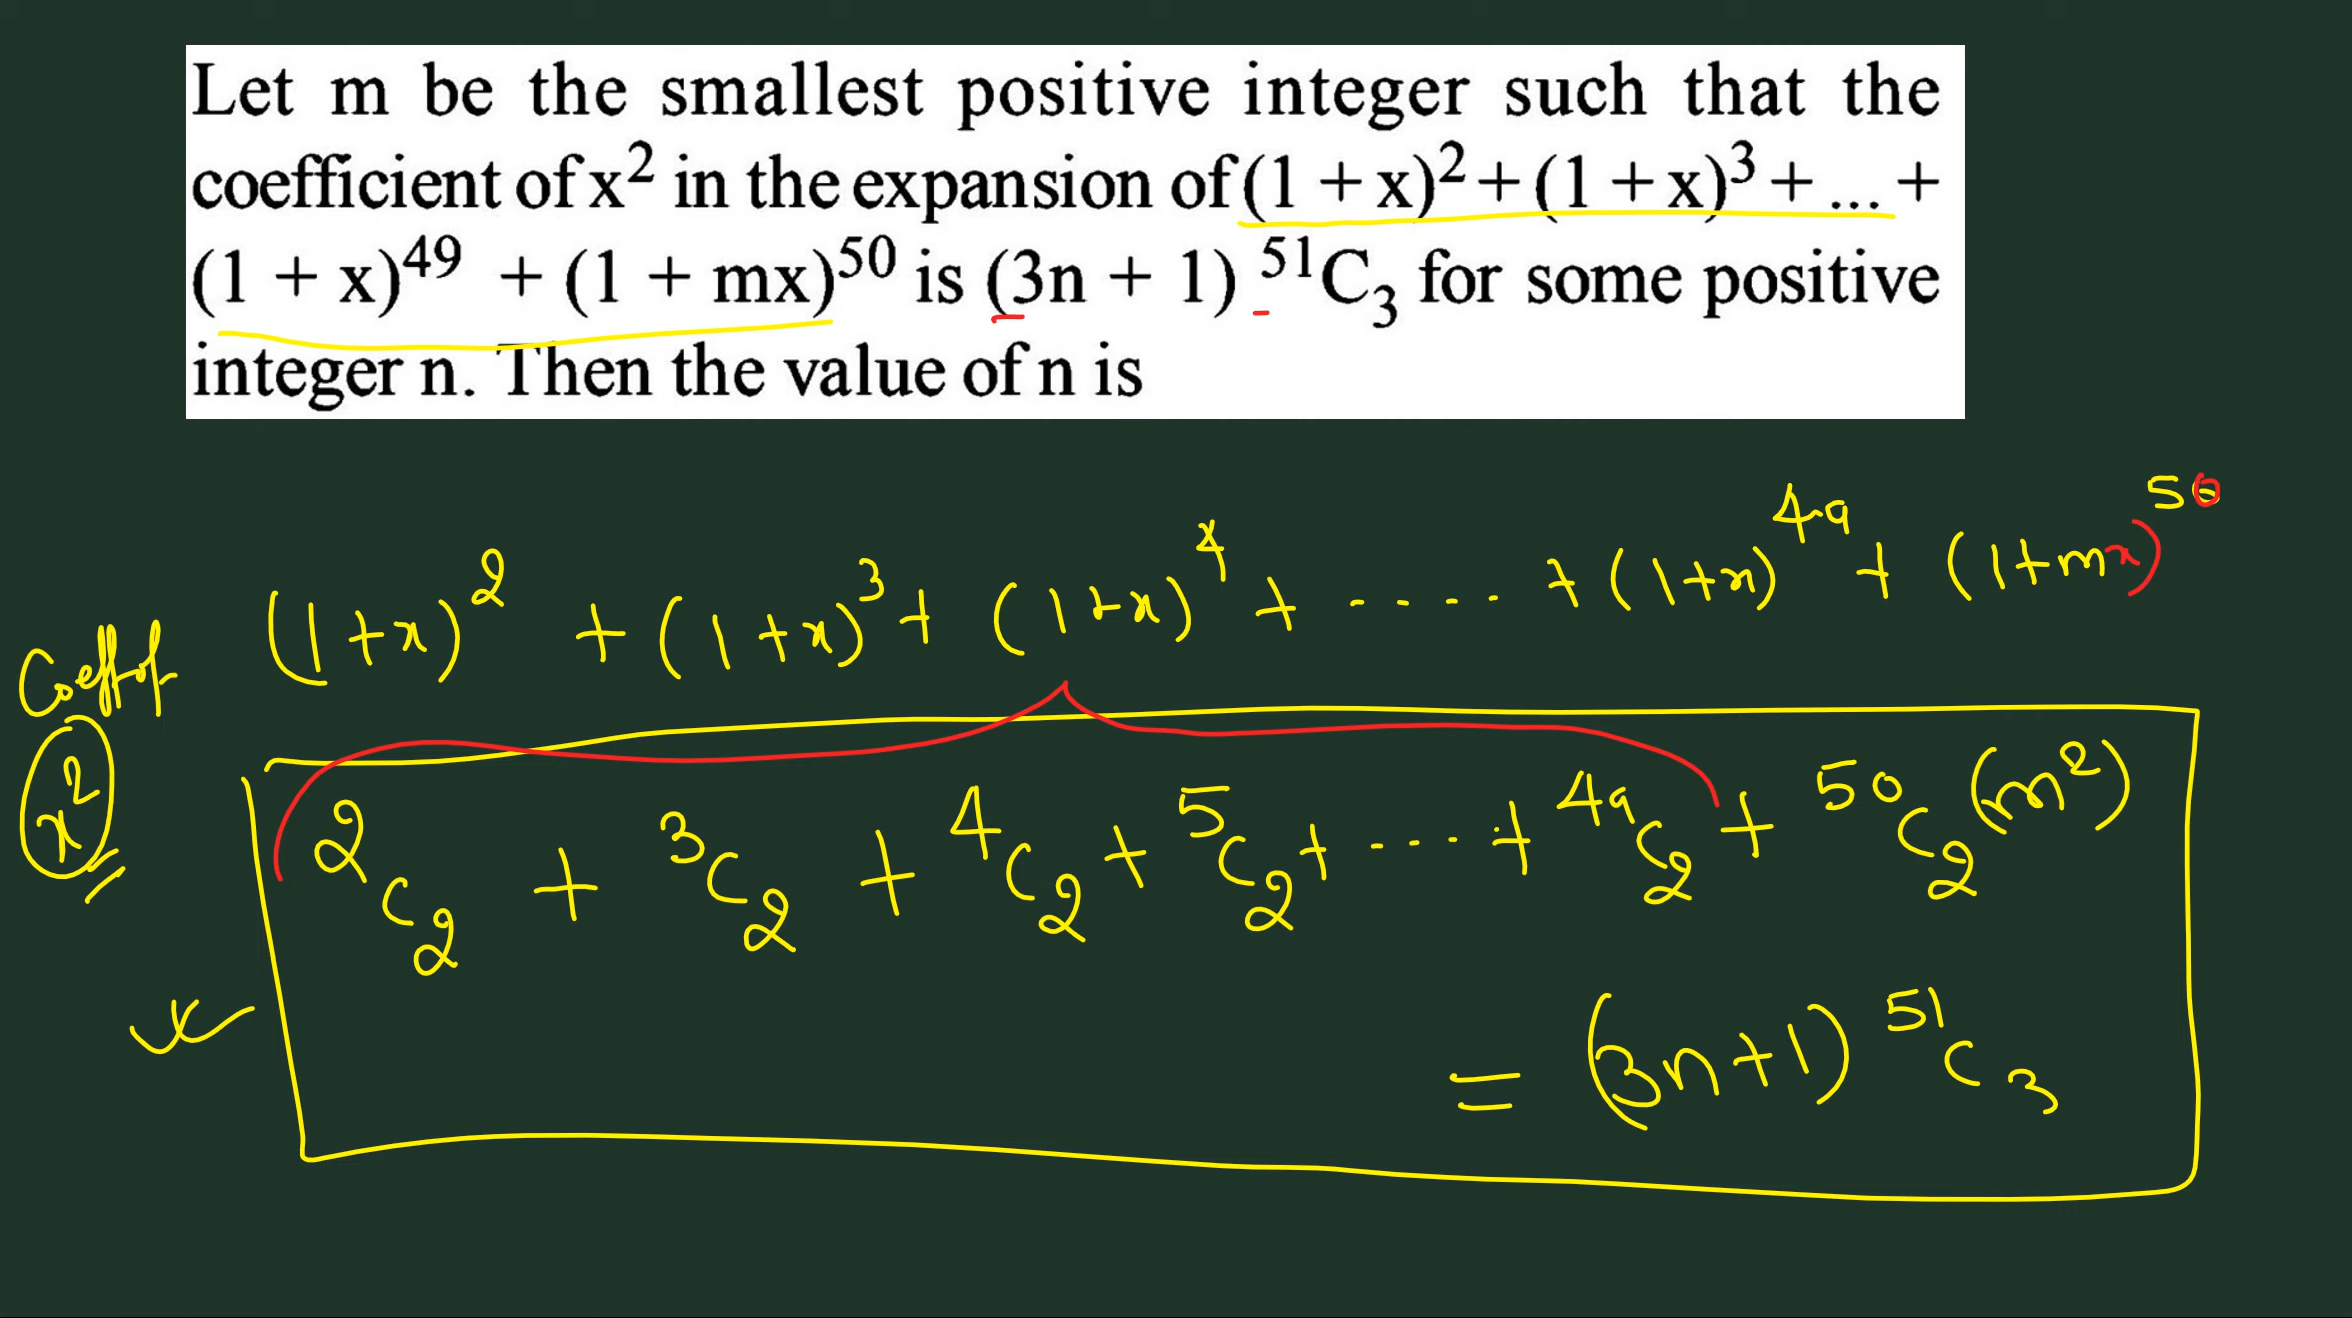 Let m be the smallest positive integer such that the
coefficient of x² in the expansion of (1 + x)² + (1 + x)³ + ... +
(1 + x)⁴⁹ + (1 + mx)⁵⁰ is (3n + 1) ⁵¹C₃ for some positive
integer n. Then the value of n is
(1+x)² + (1+x)³ + (1+x)⁴ + ..... + (1+x)⁴⁹ + (1+mx)⁵⁰
Coeff of
x²
²C₂ + ³C₂ + ⁴C₂ + ⁵C₂ + .... + ⁴⁹C₂ + ⁵⁰C₂(m²)
= (3n+1) ⁵¹C₃